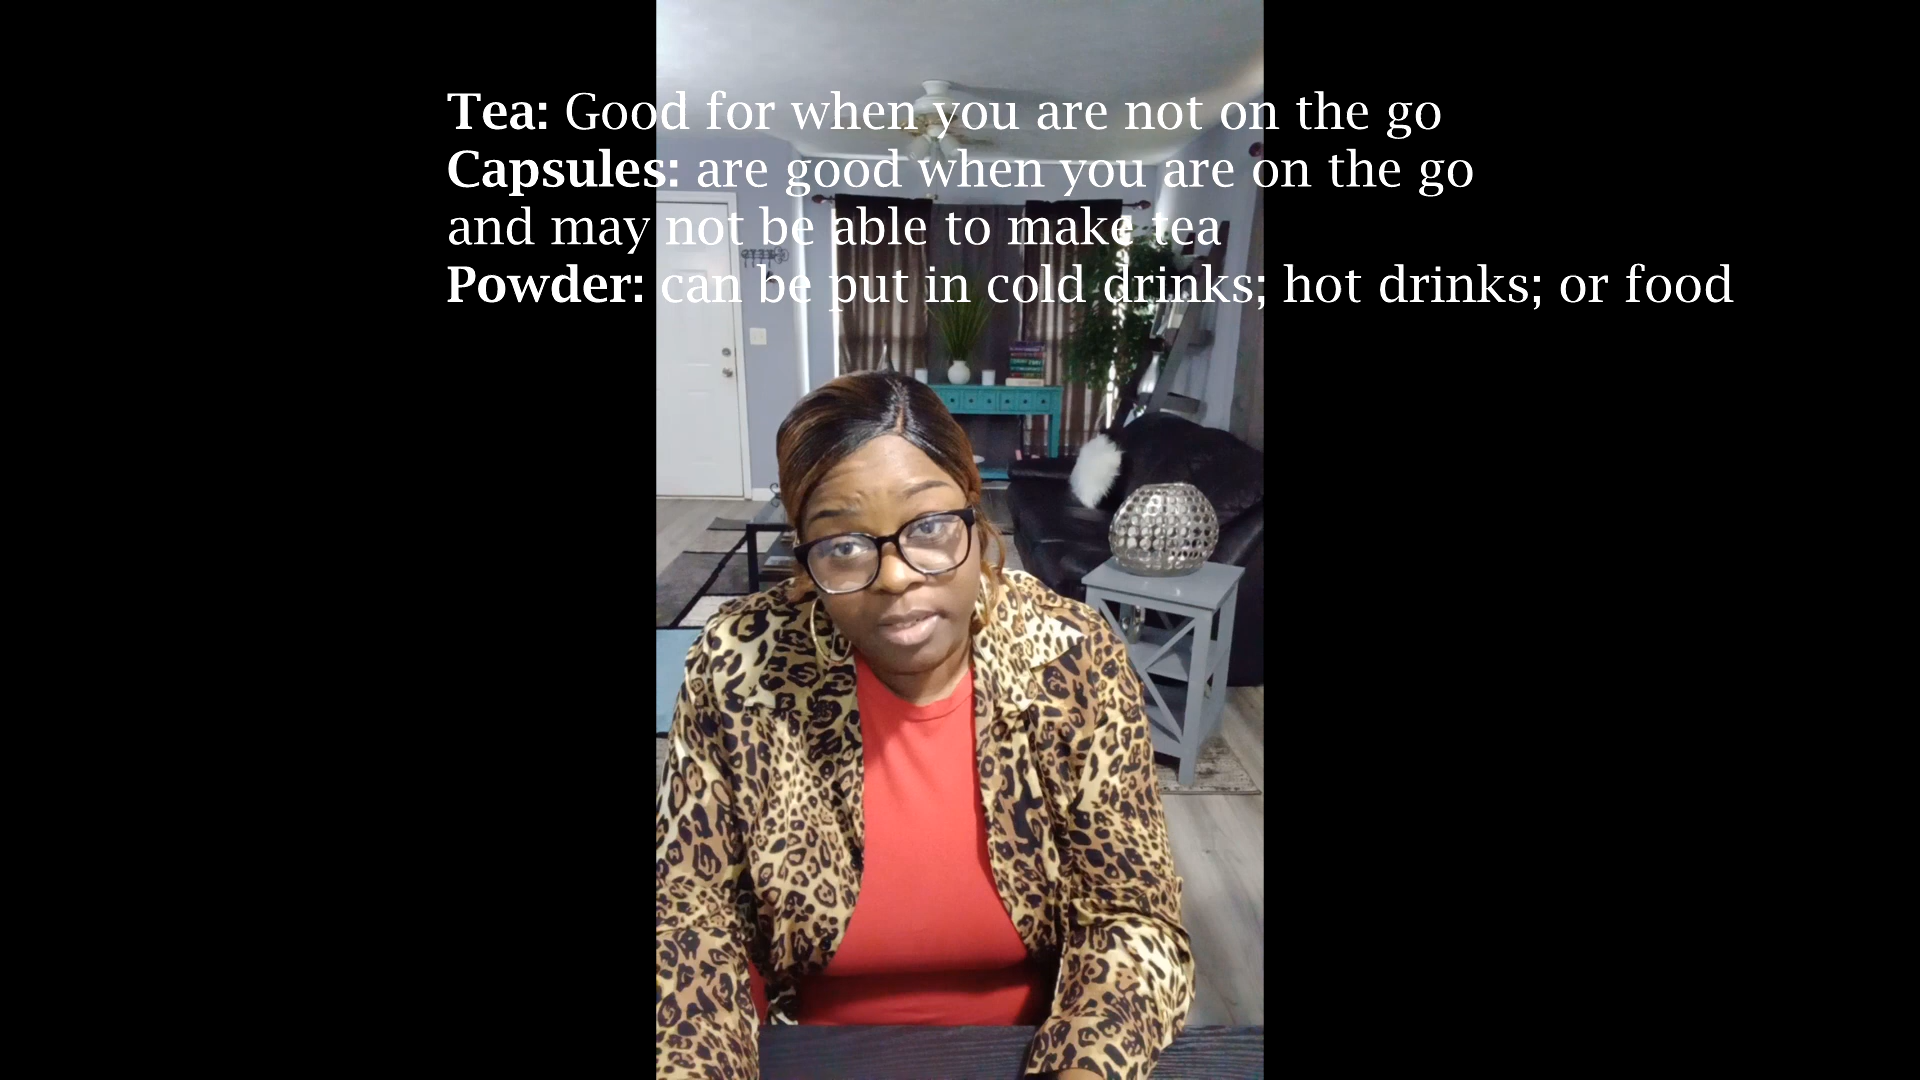 Tea: Good for when you are not on the go
Capsules: are good when you are on the go
and may not be able to make tea
Powder: can be put in cold drinks; hot drinks; or food